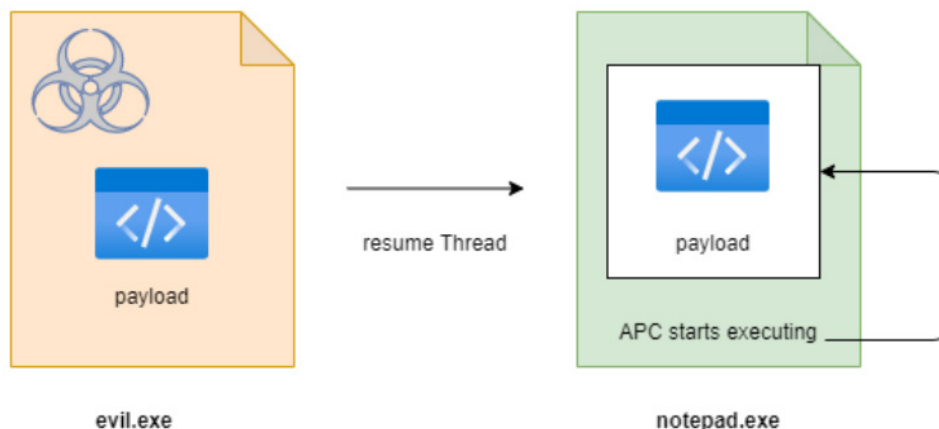 payload
evil.exe
resume Thread
payload
APC starts executing
notepad.exe